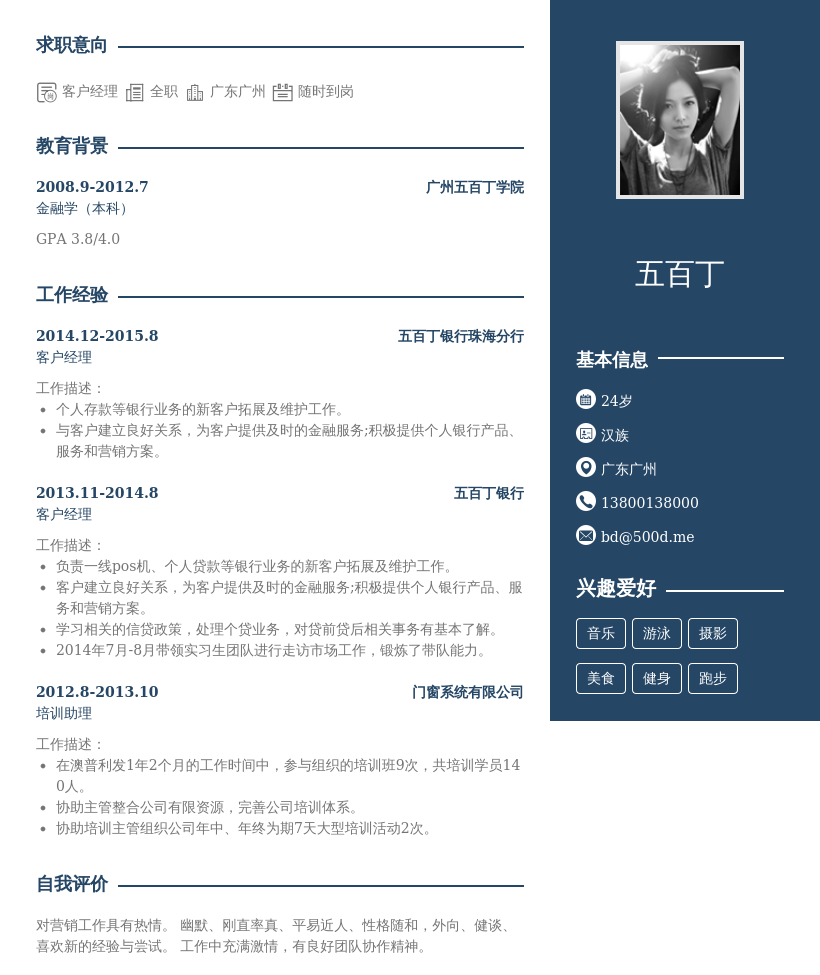 求职意向
客户经理 全职 广东广州 随时到岗
教育背景
2008.9-2012.7 广州五百丁学院
金融学（本科）
GPA 3.8/4.0
工作经验
2014.12-2015.8 五百丁银行珠海分行
客户经理
工作描述：
个人存款等银行业务的新客户拓展及维护工作。
与客户建立良好关系，为客户提供及时的金融服务;积极提供个人银行产品、
服务和营销方案。
2013.11-2014.8 五百丁银行
客户经理
工作描述：
负责一线pos机、个人贷款等银行业务的新客户拓展及维护工作。
客户建立良好关系，为客户提供及时的金融服务;积极提供个人银行产品、服
务和营销方案。
学习相关的信贷政策，处理个贷业务，对贷前贷后相关事务有基本了解。
2014年7月-8月带领实习生团队进行走访市场工作，锻炼了带队能力。
2012.8-2013.10 门窗系统有限公司
培训助理
工作描述：
在澳普利发1年2个月的工作时间中，参与组织的培训班9次，共培训学员14
0人。
协助主管整合公司有限资源，完善公司培训体系。
协助培训主管组织公司年中、年终为期7天大型培训活动2次。
自我评价
对营销工作具有热情。 幽默、刚直率真、平易近人、性格随和，外向、健谈、
喜欢新的经验与尝试。 工作中充满激情，有良好团队协作精神。
五百丁
基本信息
24岁
汉族
广东广州
13800138000
bd@500d.me
兴趣爱好
音乐 游泳 摄影
美食 健身 跑步